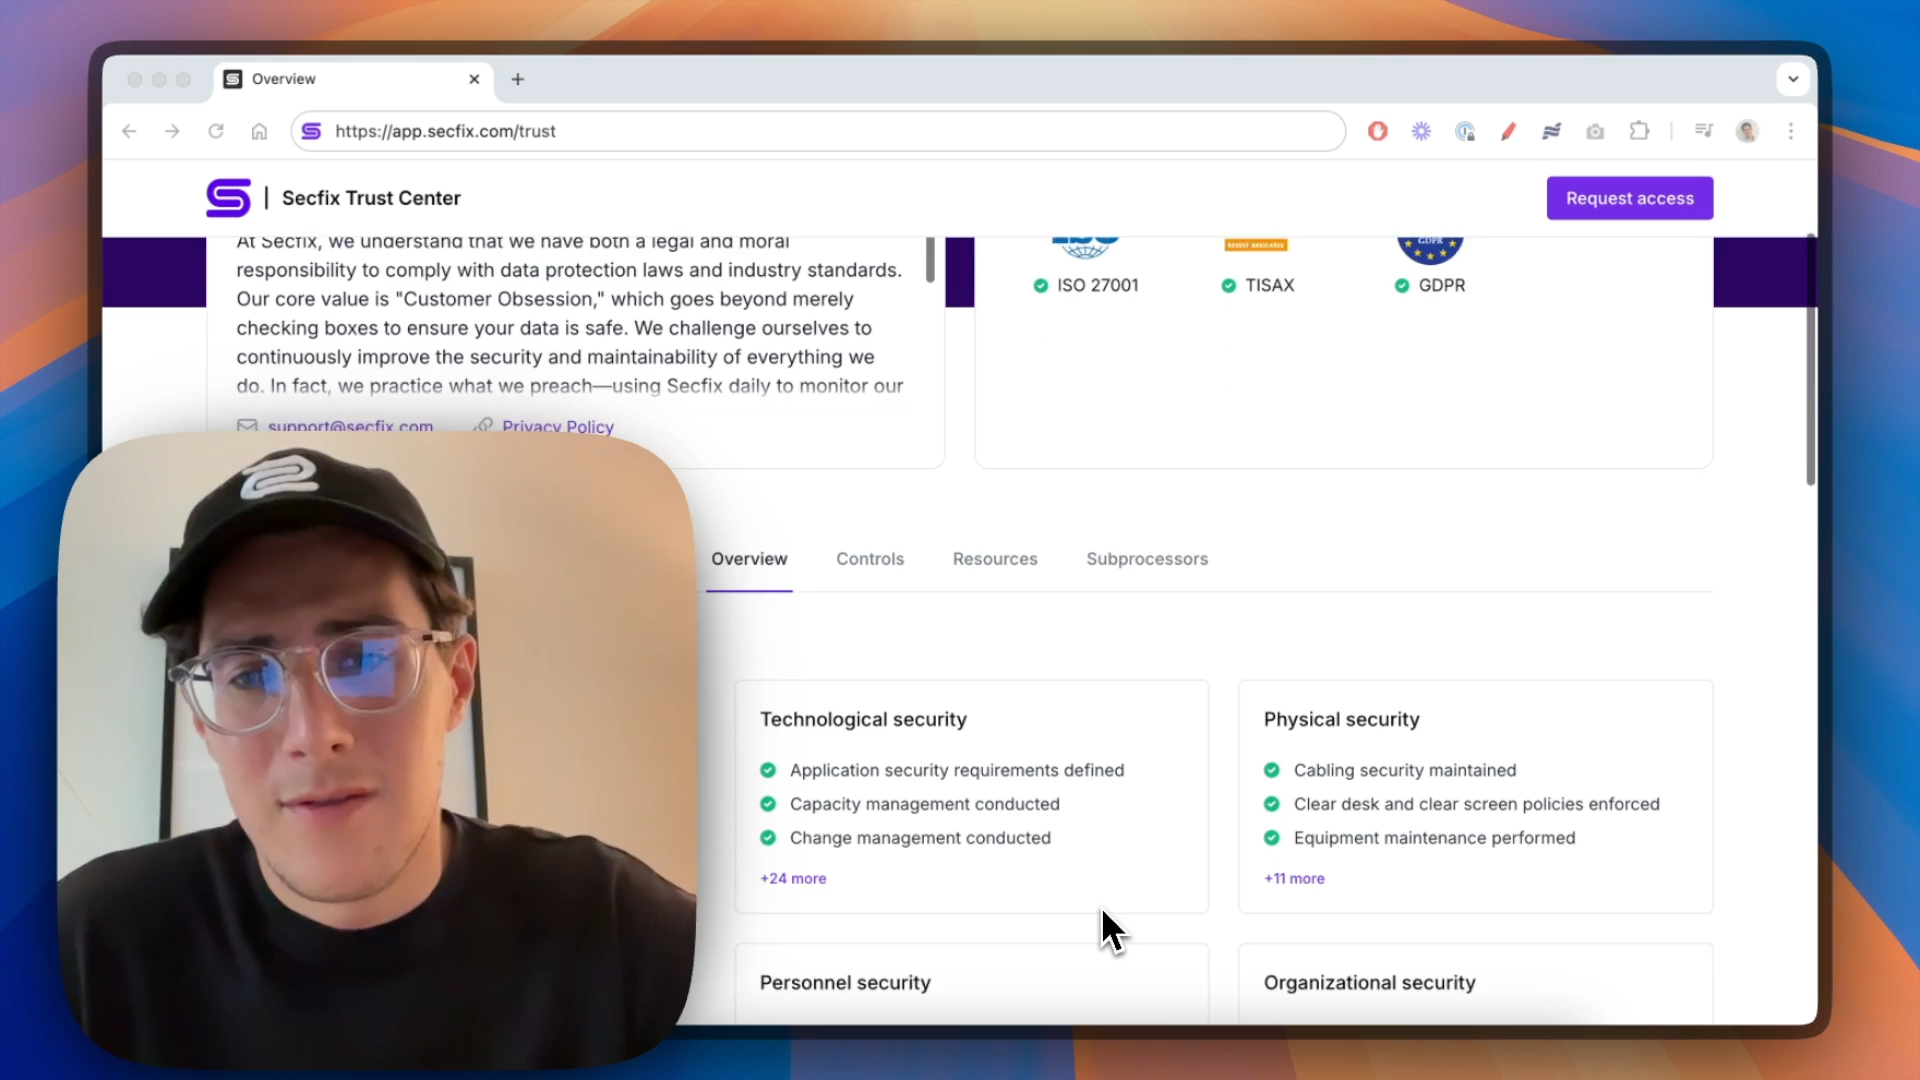 Overview
https://app.secfix.com/trust
Secfix Trust Center
Request access
At Secfix, we understand that we have both a legal and moral
responsibility to comply with data protection laws and industry standards.
Our core value is "Customer Obsession," which goes beyond merely
checking boxes to ensure your data is safe. We challenge ourselves to
continuously improve the security and maintainability of everything we
do. In fact, we practice what we preach—using Secfix daily to monitor our
support@secfix.com
Privacy Policy
GDPR
ISO 27001
TISAX
GDPR
Overview
Controls
Resources
Subprocessors
Technological security
Application security requirements defined
Capacity management conducted
Change management conducted
+24 more
Physical security
Cabling security maintained
Clear desk and clear screen policies enforced
Equipment maintenance performed
+11 more
Personnel security
Organizational security